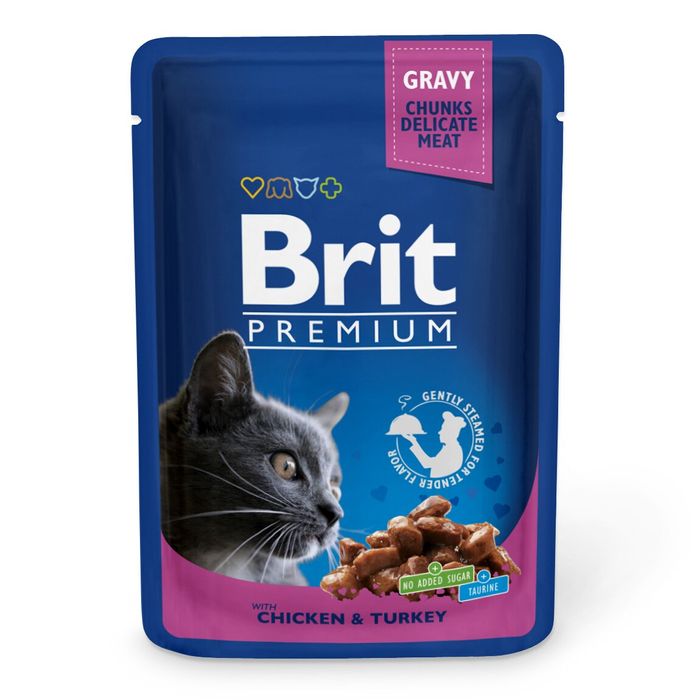 GRAVY
CHUNKS
DELICATE
MEAT
Brit
PREMIUM
GENTLY STEAMED FOR TENDER FLAVOR
+
NO ADDED SUGAR
+
TAURINE
WITH
CHICKEN & TURKEY